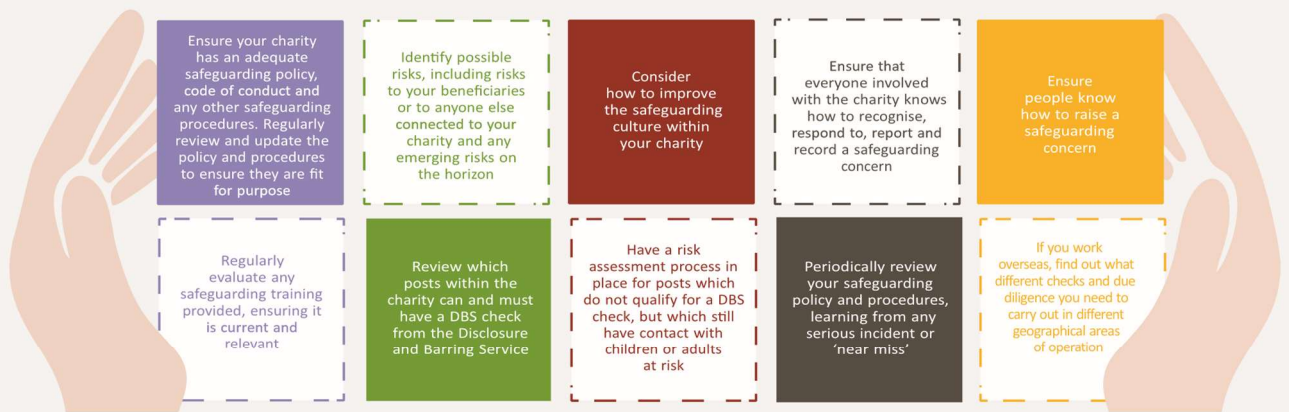 Ensure your charity
has an adequate
safeguarding policy,
code of conduct and
any other safeguarding
procedures. Regularly
review and update the
policy and procedures
to ensure they are fit
for purpose
Identify possible
risks, including risks
to your beneficiaries
or to anyone else
connected to your
charity and any
emerging risks on
the horizon
Consider
how to improve
the safeguarding
culture within
your charity
Ensure that
everyone involved
with the charity knows
how to recognise,
respond to, report and
record a safeguarding
concern
Ensure
people know
how to raise a
safeguarding
concern
Regularly
evaluate any
safeguarding training
provided, ensuring it
is current and
relevant
Review which
posts within the
charity can and must
have a DBS check
from the Disclosure
and Barring Service
Have a risk
assessment process in
place for posts which
do not qualify for a DBS
check, but which still
have contact with
children or adults
at risk
Periodically review
your safeguarding
policy and procedures,
learning from any
serious incident or
‘near miss’
If you work
overseas, find out what
different checks and due
diligence you need to
carry out in different
geographical areas
of operation